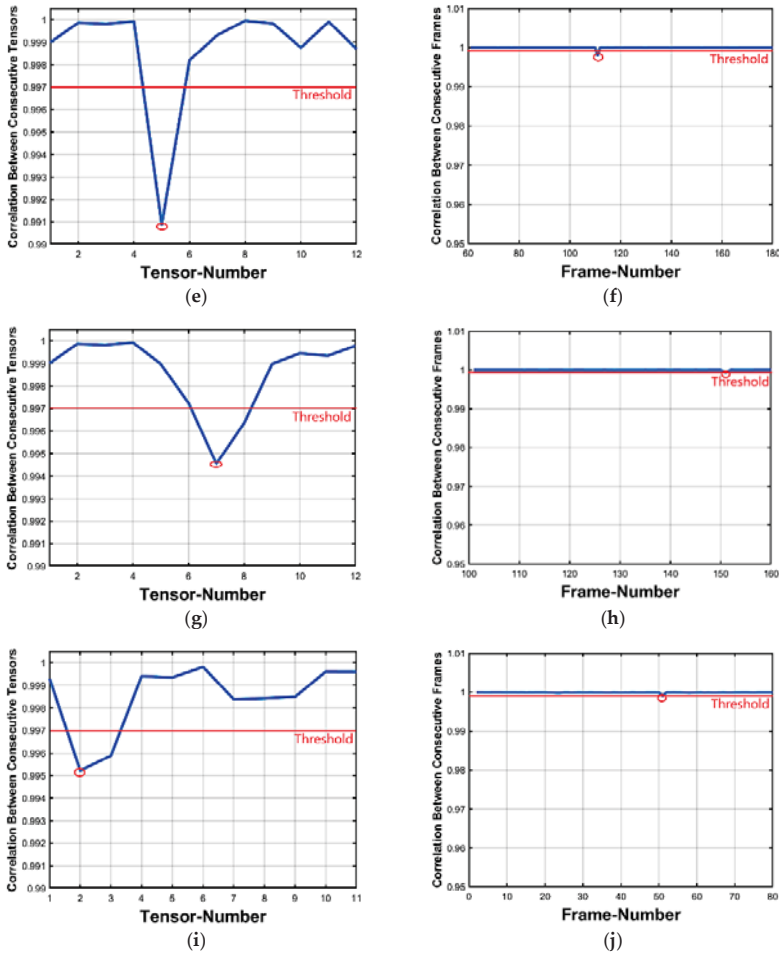 Correlation Between Consecutive Tensors
1
0.999
0.998
0.997
0.996
0.995
0.994
0.993
0.992
0.991
0.99
Threshold
2 4 6 8 10 12
Tensor-Number
(e)
Correlation Between Consecutive Frames
1.01
1
0.99
0.98
0.97
0.96
0.95
Threshold
60 80 100 120 140 160 180
Frame-Number
(f)
Correlation Between Consecutive Tensors
1
0.999
0.998
0.997
0.996
0.995
0.994
0.993
0.992
0.991
0.99
Threshold
2 4 6 8 10 12
Tensor-Number
(g)
Correlation Between Consecutive Frames
1.01
1
0.99
0.98
0.97
0.96
0.95
Threshold
100 110 120 130 140 150 160
Frame-Number
(h)
Correlation Between Consecutive Tensors
1
0.999
0.998
0.997
0.996
0.995
0.994
0.993
0.992
0.991
0.99
Threshold
1 2 3 4 5 6 7 8 9 10 11
Tensor-Number
(i)
Correlation Between Consecutive Frames
1.01
1
0.99
0.98
0.97
0.96
0.95
Threshold
0 10 20 30 40 50 60 70 80
Frame-Number
(j)